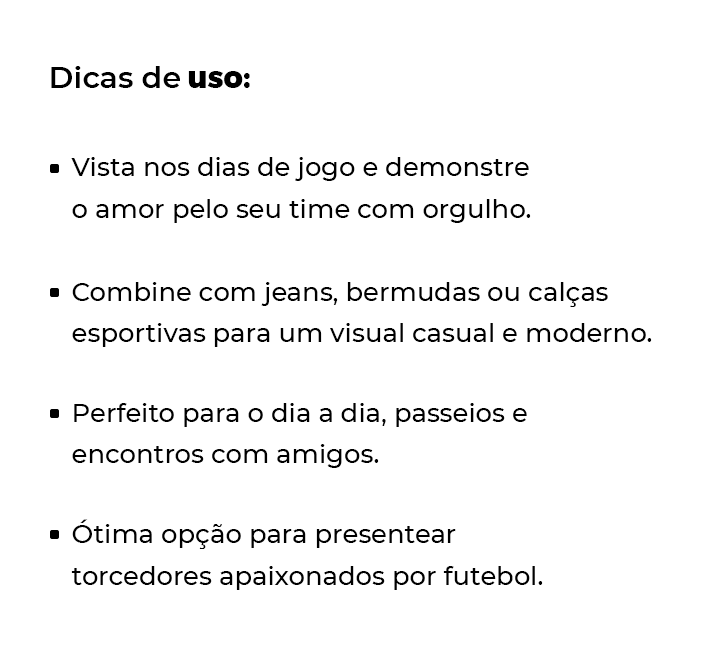 Dicas de uso:
▪ Vista nos dias de jogo e demonstre
o amor pelo seu time com orgulho.
▪ Combine com jeans, bermudas ou calças
esportivas para um visual casual e moderno.
▪ Perfeito para o dia a dia, passeios e
encontros com amigos.
▪ Ótima opção para presentear
torcedores apaixonados por futebol.